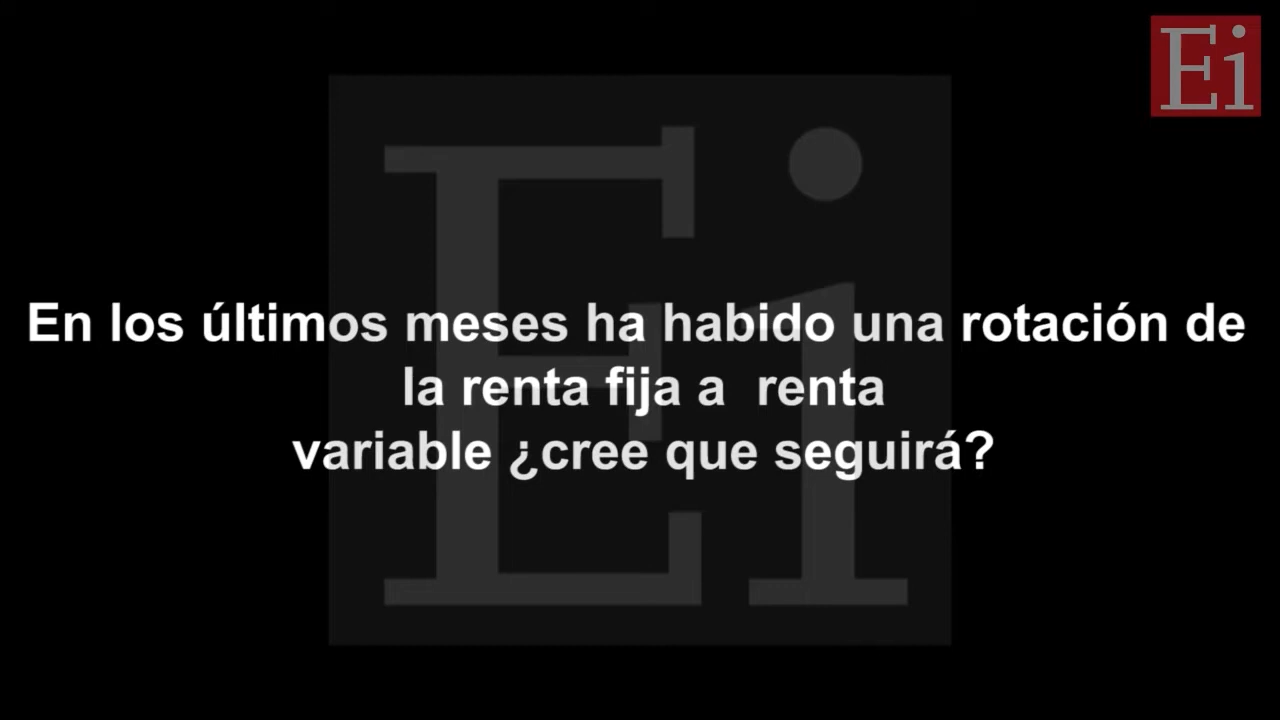 Ei
En los últimos meses ha habido una rotación de
la renta fija a  renta
variable ¿cree que seguirá?